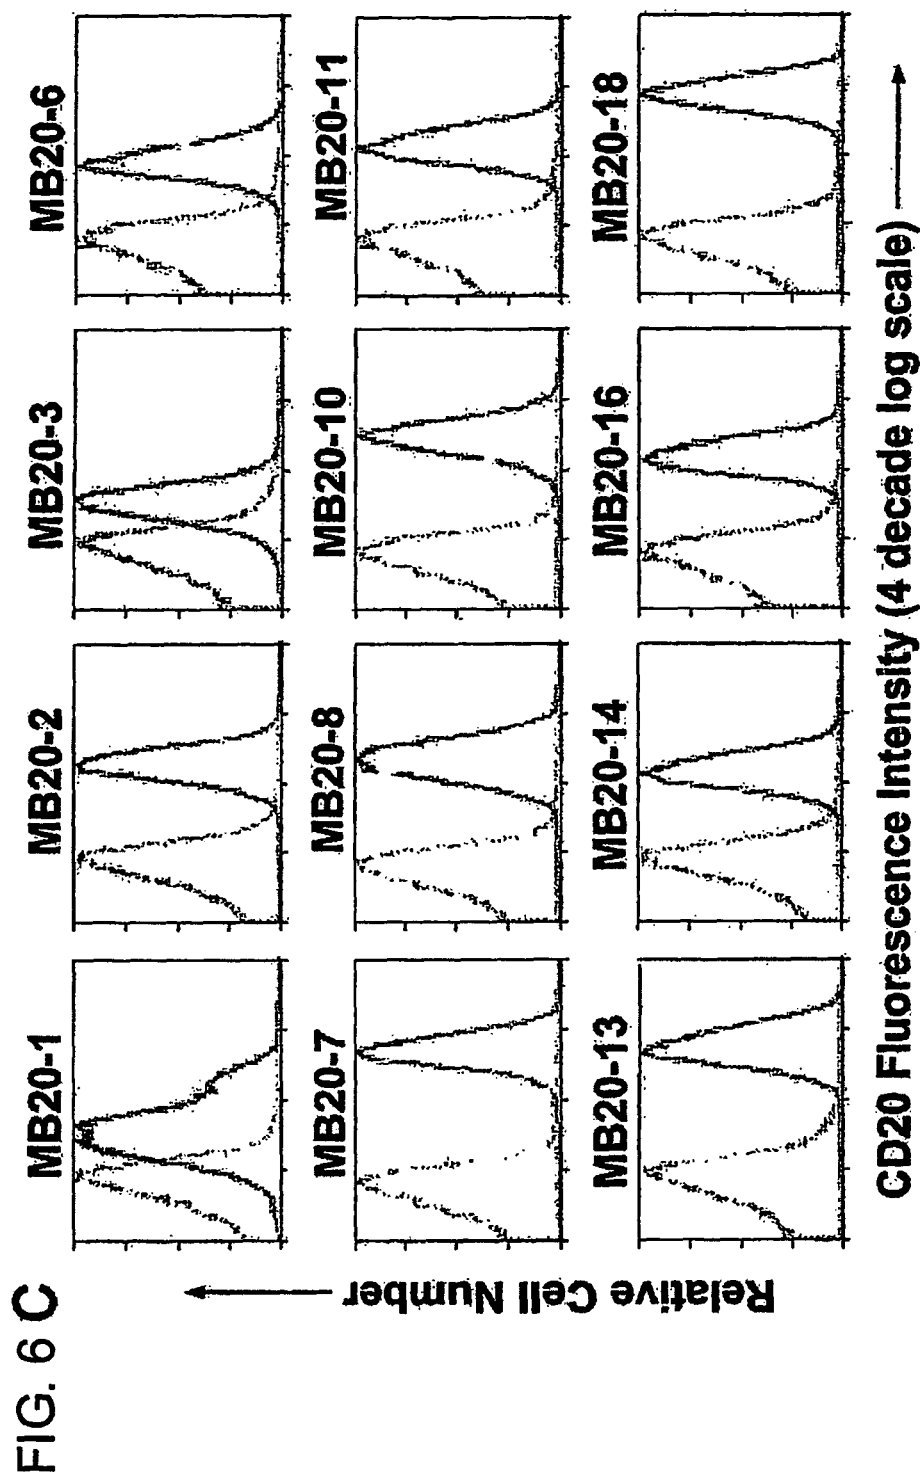 FIG. 6 C
MB20-1 MB20-2 MB20-3 MB20-6
MB20-7 MB20-8 MB20-10 MB20-11
MB20-13 MB20-14 MB20-16 MB20-18
Relative Cell Number
CD20 Fluorescence Intensity (4 decade log scale)